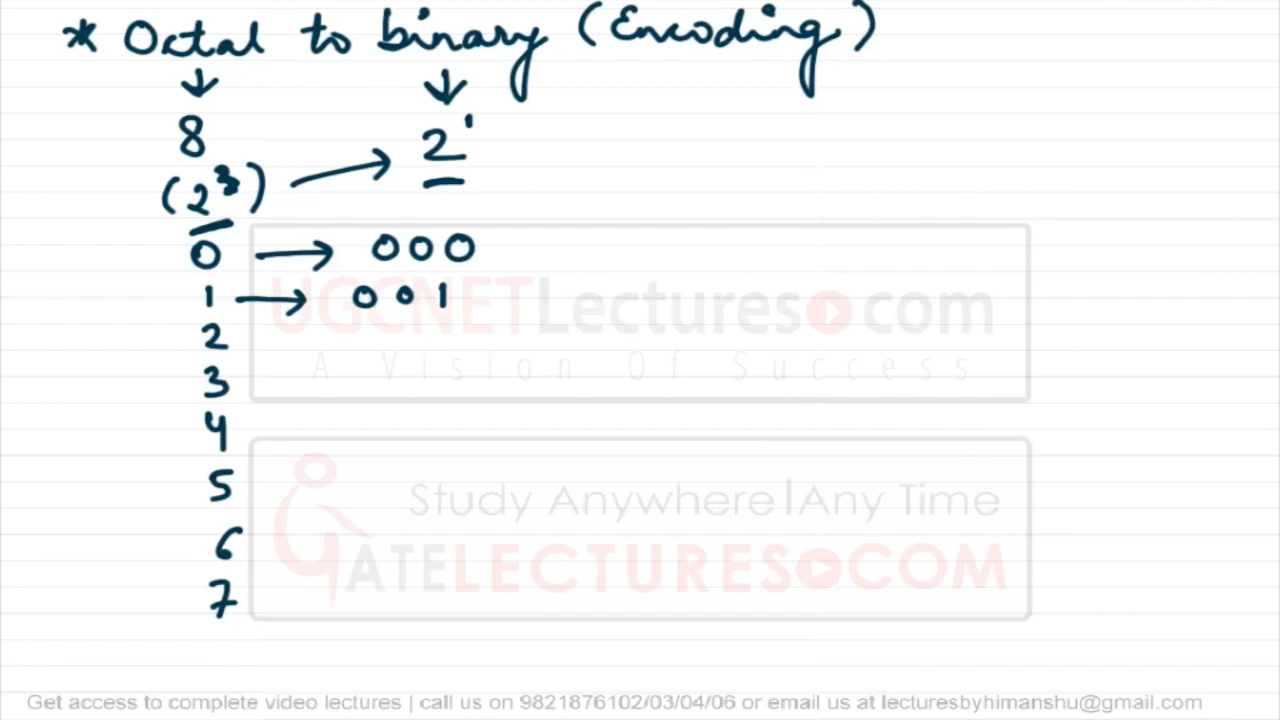 * Octal to binary (Encoding)
↓ ↓
8 2¹
(2³) →
0 → 000
1 → 001
2
3
4
5
6
7
UGCNETLectures.com
A Vision Of Success
Study Anywhere|Any Time
GATELECTURES.COM
Get access to complete video lectures | call us on 9821876102/03/04/06 or email us at lecturesbyhimanshu@gmail.com